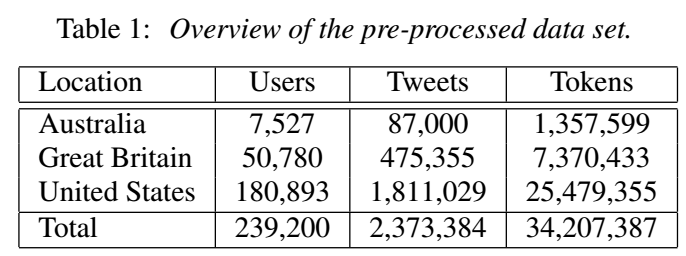 Table 1: Overview of the pre-processed data set.
Location Users Tweets Tokens
Australia 7,527 87,000 1,357,599
Great Britain 50,780 475,355 7,370,433
United States 180,893 1,811,029 25,479,355
Total 239,200 2,373,384 34,207,387